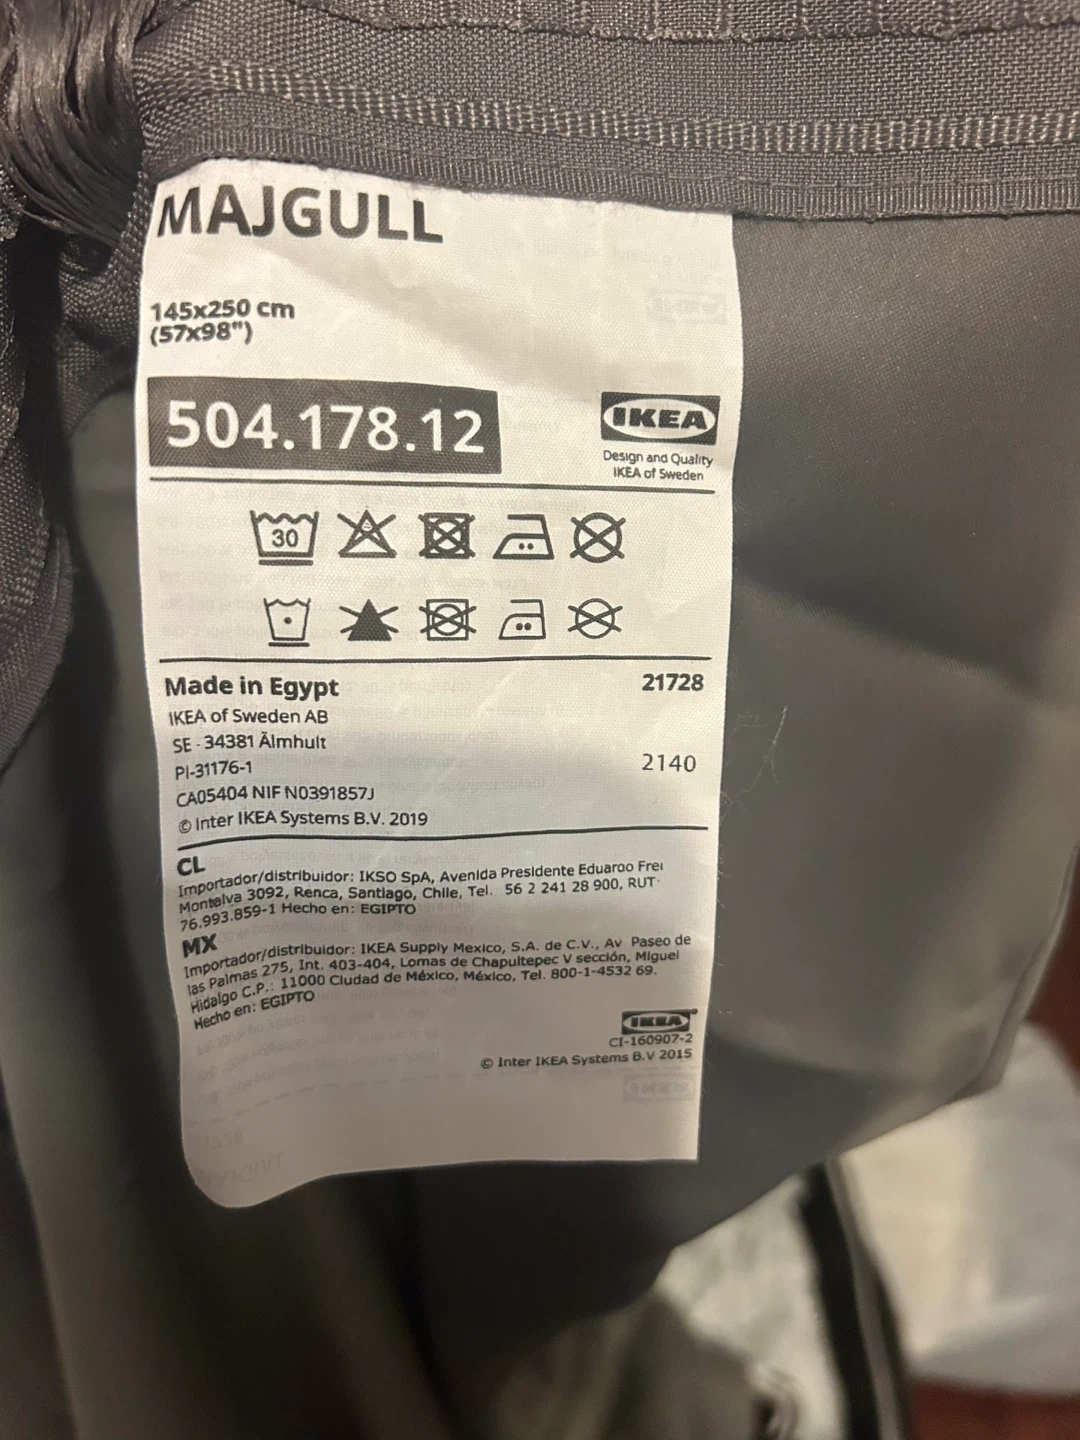 MAJGULL
145x250 cm
(57x98")
504.178.12
IKEA
Design and Quality
IKEA of Sweden
30
Made in Egypt
21728
IKEA of Sweden AB
SE - 34381 Älmhult
PI-31176-1
2140
CA05404 NIF N0391857J
© Inter IKEA Systems B.V. 2019
CL
Importador/distribuidor: IKSO SpA, Avenida Presidente Eduardo Frei
Montalva 3092, Renca, Santiago, Chile, Tel. 56 2 241 28 900, RUT
76.993.859-1 Hecho en: EGIPTO
MX
Importador/distribuidor: IKEA Supply Mexico, S.A. de C.V., Av Paseo de
las Palmas 275, Int. 403-404, Lomas de Chapultepec V sección, Miguel
Hidalgo C.P.: 11000 Ciudad de México, México, Tel. 800-1-4532 69.
Hecho en: EGIPTO
IKEA
CI-160907-2
© Inter IKEA Systems B.V 2015